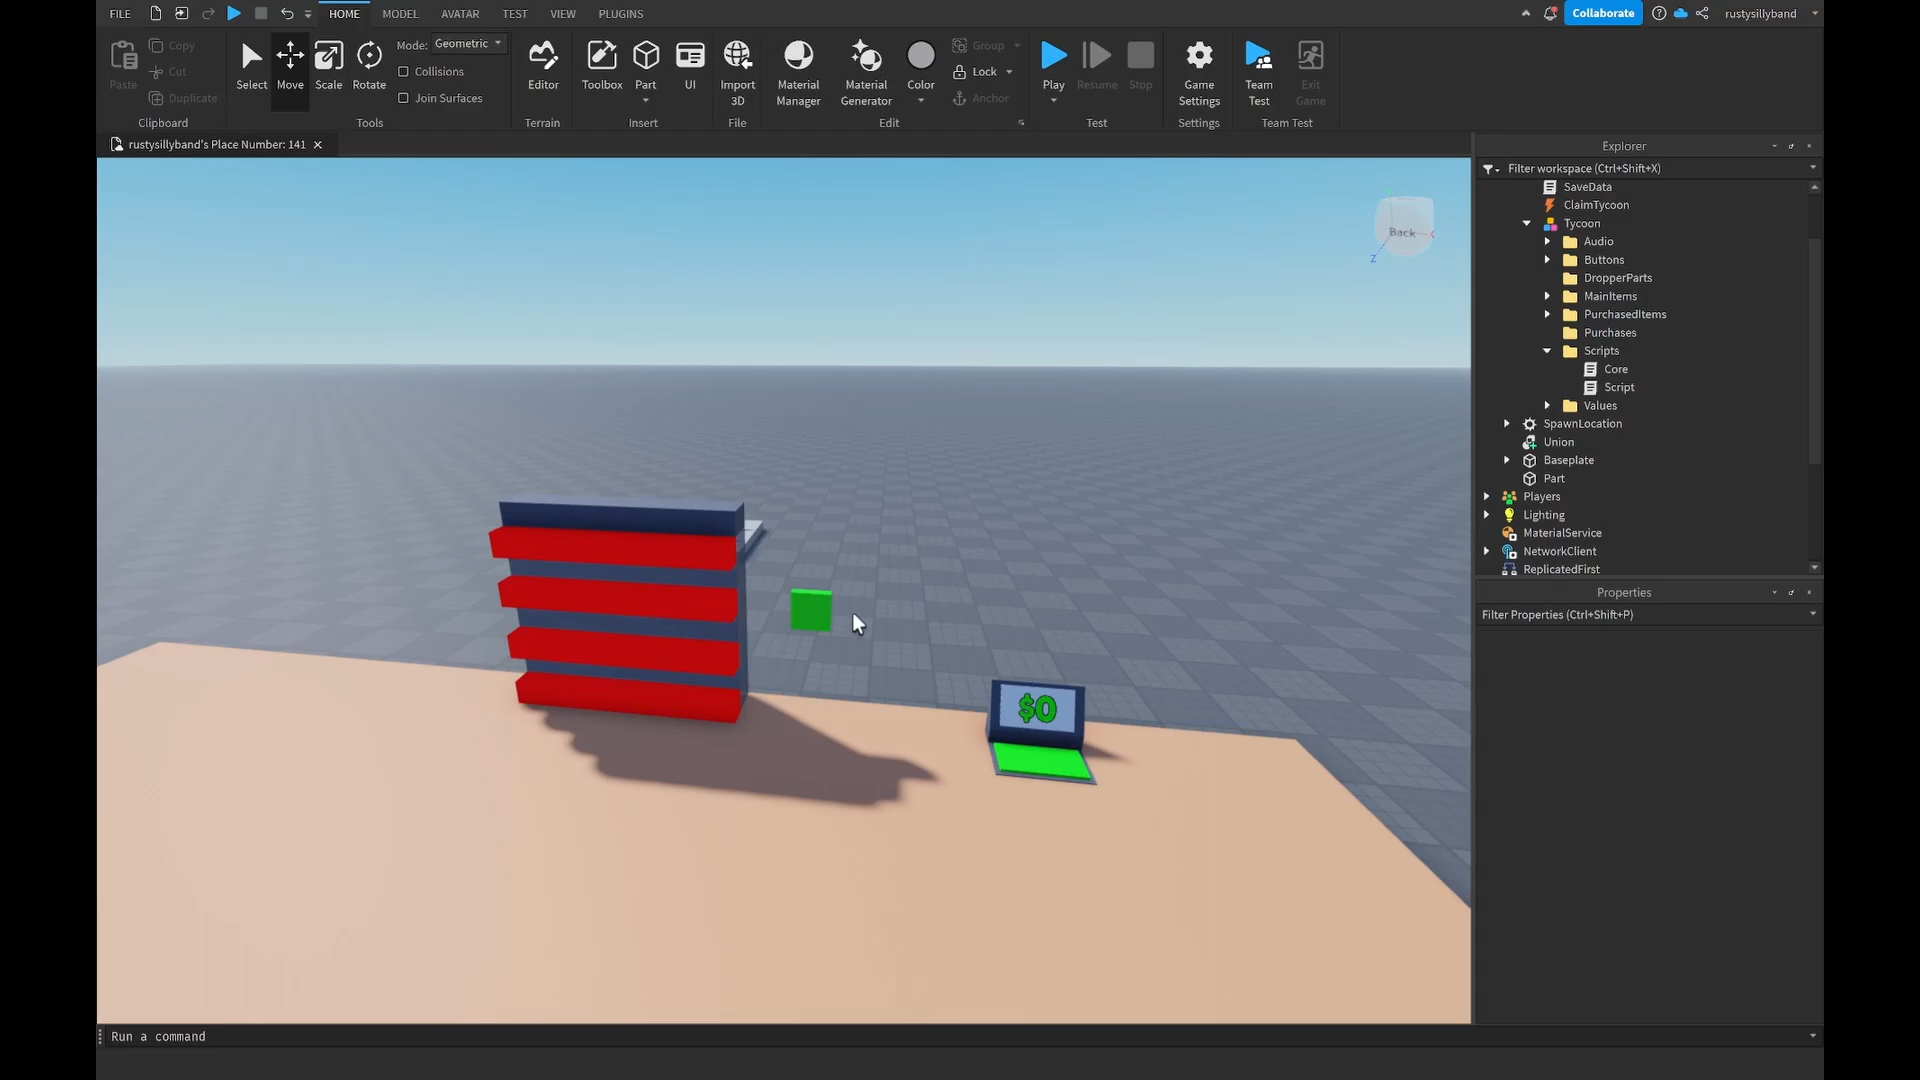 FILE
HOME
MODEL
AVATAR
TEST
VIEW
PLUGINS
Collaborate
rustysillyband
Paste
Copy
Cut
Duplicate
Clipboard
Select
Move
Scale
Rotate
Mode: Geometric
Collisions
Join Surfaces
Tools
Editor
Terrain
Toolbox
Part
UI
Insert
Import
3D
File
Material
Manager
Material
Generator
Color
Group
Lock
Anchor
Edit
Play
Resume
Stop
Test
Game
Settings
Settings
Team
Test
Exit
Game
Team Test
rustysillyband's Place Number: 141
Back
X
Z
$0
Explorer
Filter workspace (Ctrl+Shift+X)
SaveData
ClaimTycoon
Tycoon
Audio
Buttons
DropperParts
MainItems
PurchasedItems
Purchases
Scripts
Core
Script
Values
SpawnLocation
Union
Baseplate
Part
Players
Lighting
MaterialService
NetworkClient
ReplicatedFirst
Properties
Filter Properties (Ctrl+Shift+P)
Run a command